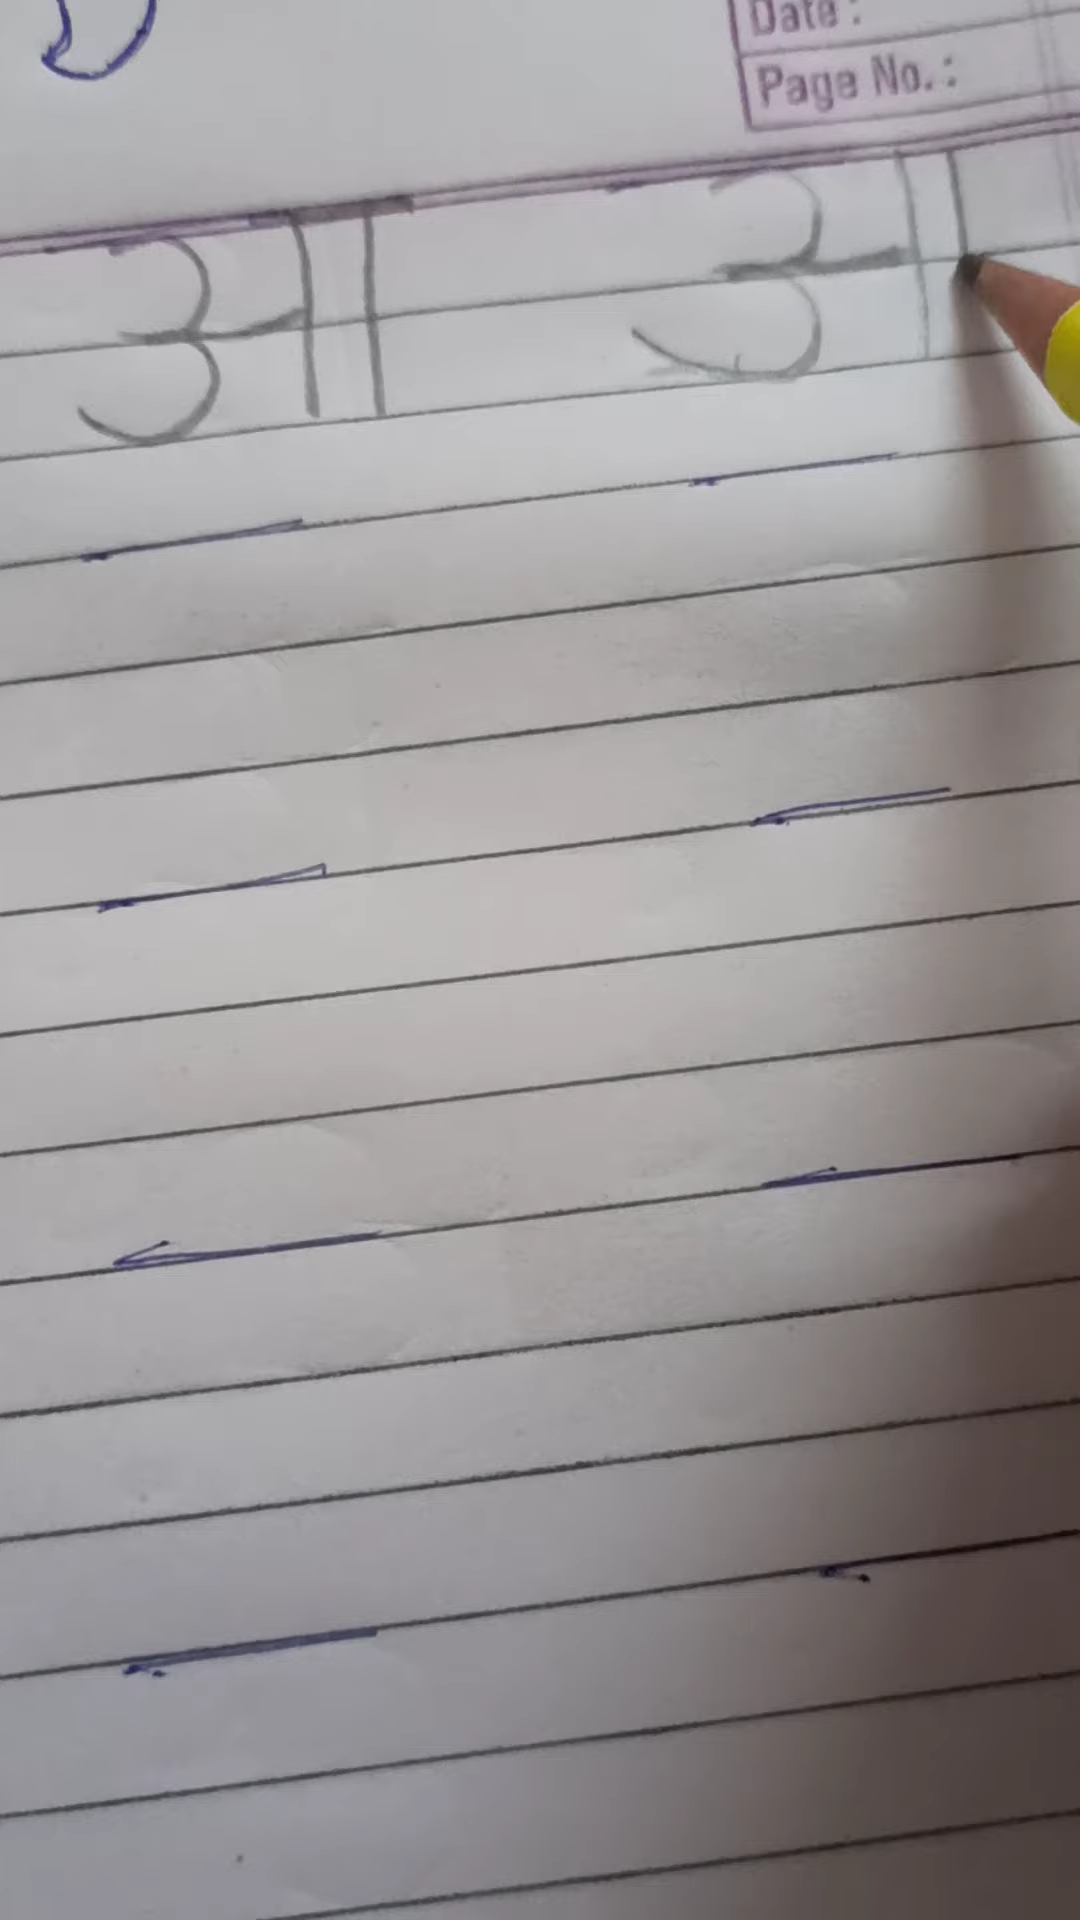 Date :
Page No. :
आ आ